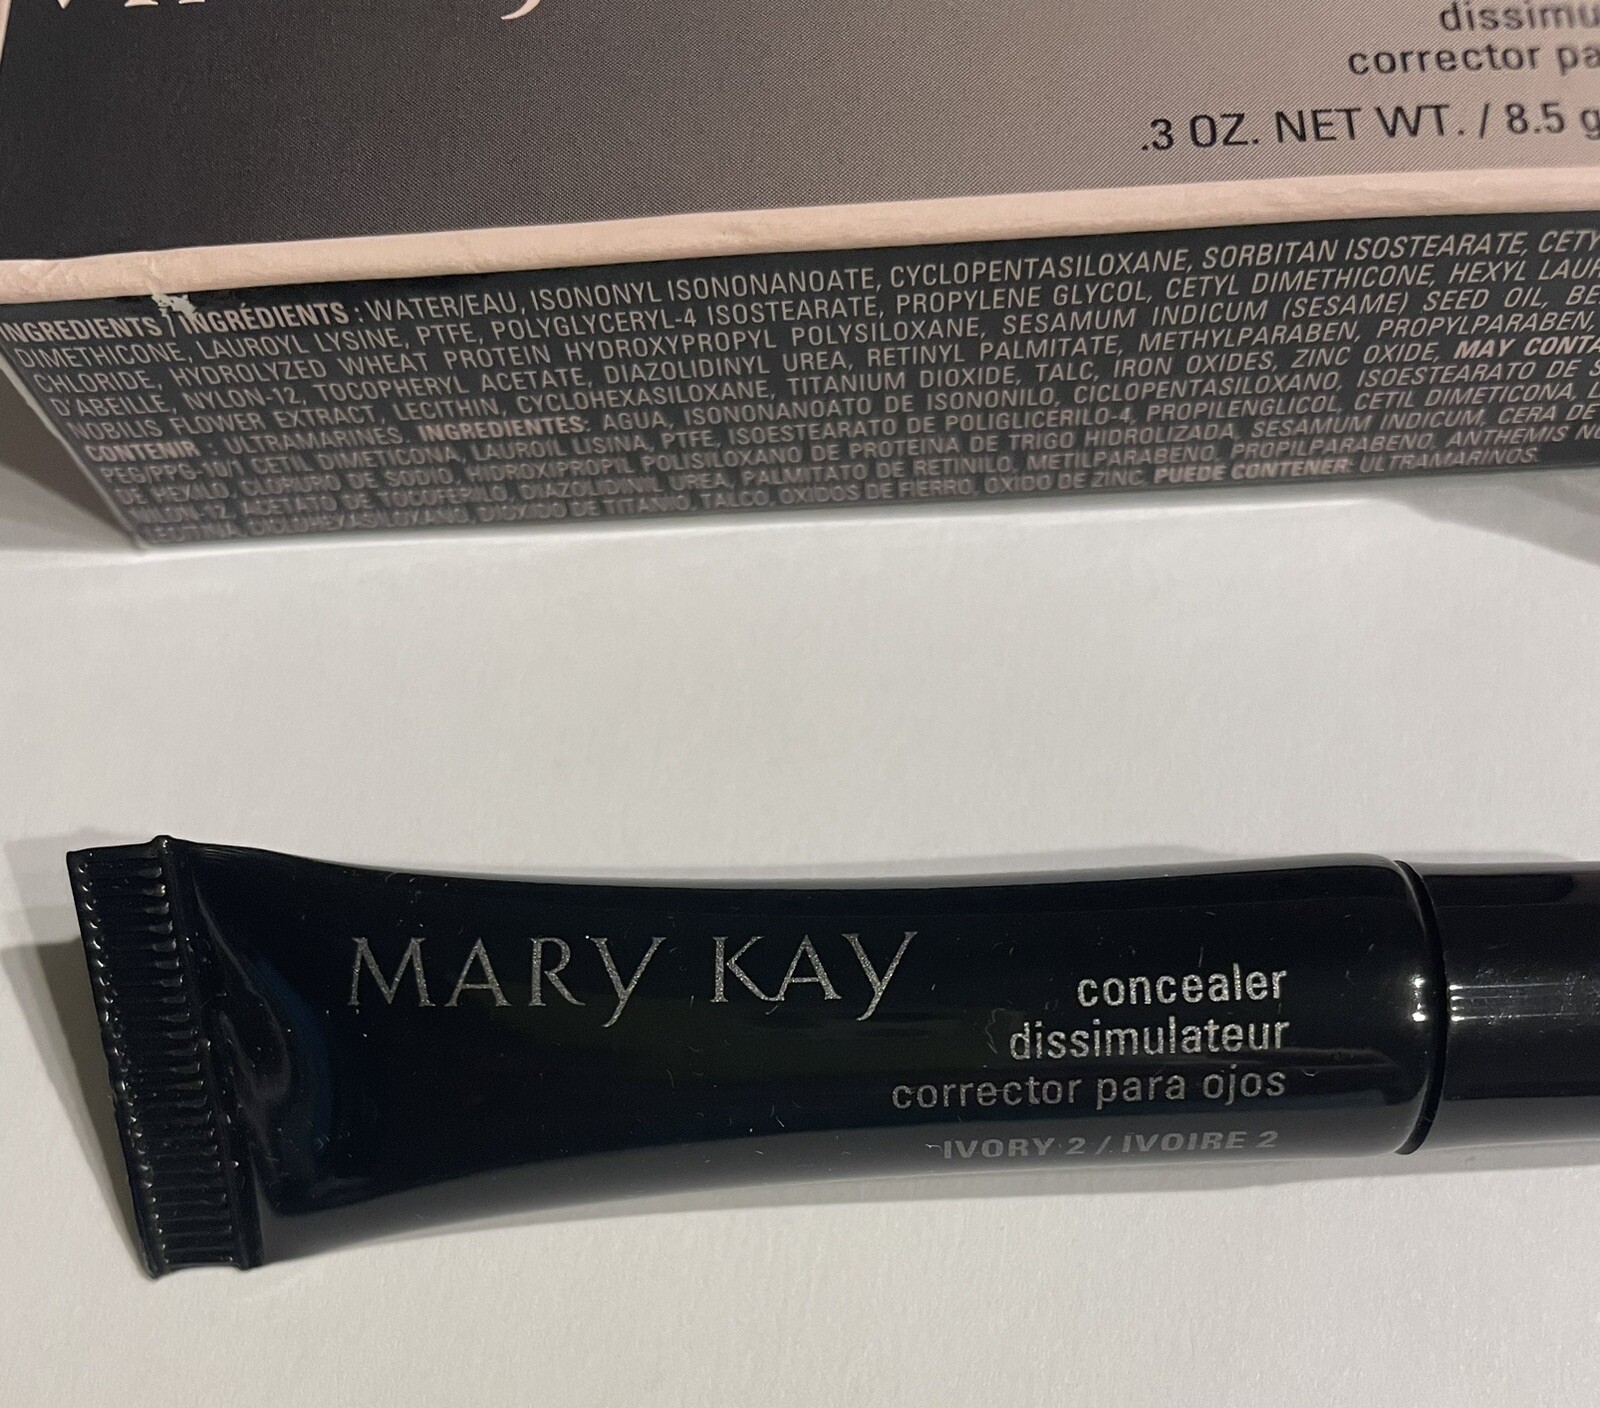 dissimu
corrector pa
.3 OZ. NET WT. / 8.5 g
INGREDIENTS / INGRÉDIENTS : WATER/EAU, ISONONYL ISONONANOATE, CYCLOPENTASILOXANE, SORBITAN ISOSTEARATE, CETY
DIMETHICONE, LAUROYL LYSINE, PTFE, POLYGLYCERYL-4 ISOSTEARATE, PROPYLENE GLYCOL, CETYL DIMETHICONE, HEXYL LAUR
CHLORIDE, HYDROLYZED WHEAT PROTEIN HYDROXYPROPYL POLYSILOXANE, SESAMUM INDICUM (SESAME) SEED OIL, BE
D'ABEILLE, NYLON-12, TOCOPHERYL ACETATE, DIAZOLIDINYL UREA, RETINYL PALMITATE, METHYLPARABEN, PROPYLPARABEN,
NOBILIS FLOWER EXTRACT, LECITHIN, CYCLOHEXASILOXANE, TITANIUM DIOXIDE, TALC, IRON OXIDES, ZINC OXIDE, MAY CONTA
CONTENIR : ULTRAMARINES. INGREDIENTES: AGUA, ISONONANOATO DE ISONONILO, CICLOPENTASILOXANO, ISOESTEARATO DE S
PEG/PPG 10/1 CETIL DIMETICONA, LAUROIL LISINA, PTFE, ISOESTEARATO DE POLIGLICERILO-4, PROPILENGLICOL, CETIL DIMETICONA, L
DE HEXILO, CLORURO DE SODIO, HIDROXIPROPIL POLISILOXANO DE PROTEINA DE TRIGO HIDROLIZADA, SESAMUM INDICUM, CERA DE
NILON-12, ACETATO DE TOCOFERILO, DIAZOLIDINIL UREA, PALMITATO DE RETINILO, METILPARABENO, PROPILPARABENO, ANTHEMIS NO
LECITINA, CICLOHEXASILOXANO, DIOXIDO DE TITANIO, TALCO, OXIDOS DE FIERRO, OXIDO DE ZINC, PUEDE CONTENER: ULTRAMARINOS.
MARY KAY
concealer
dissimulateur
corrector para ojos
IVORY 2 / IVOIRE 2